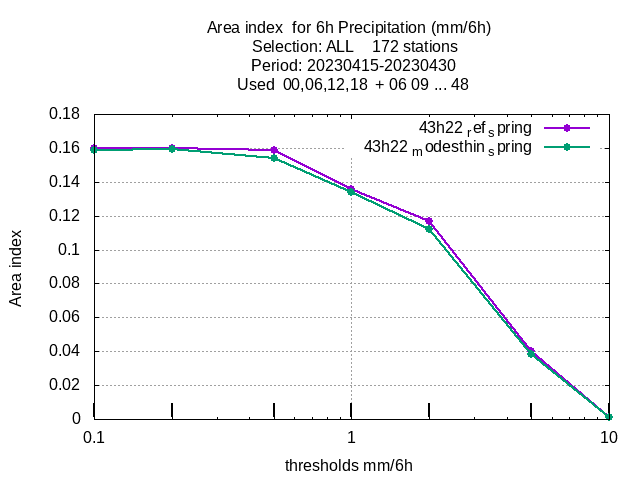 Area index  for 6h Precipitation (mm/6h)
Selection: ALL    172 stations
Period: 20230415-20230430
Used  00,06,12,18  + 06 09 ... 48
43h22 ref spring
43h22 modesthin spring
0.18
0.16
0.14
0.12
0.1
0.08
0.06
0.04
0.02
0
Area index
0.1 1 10
thresholds mm/6h